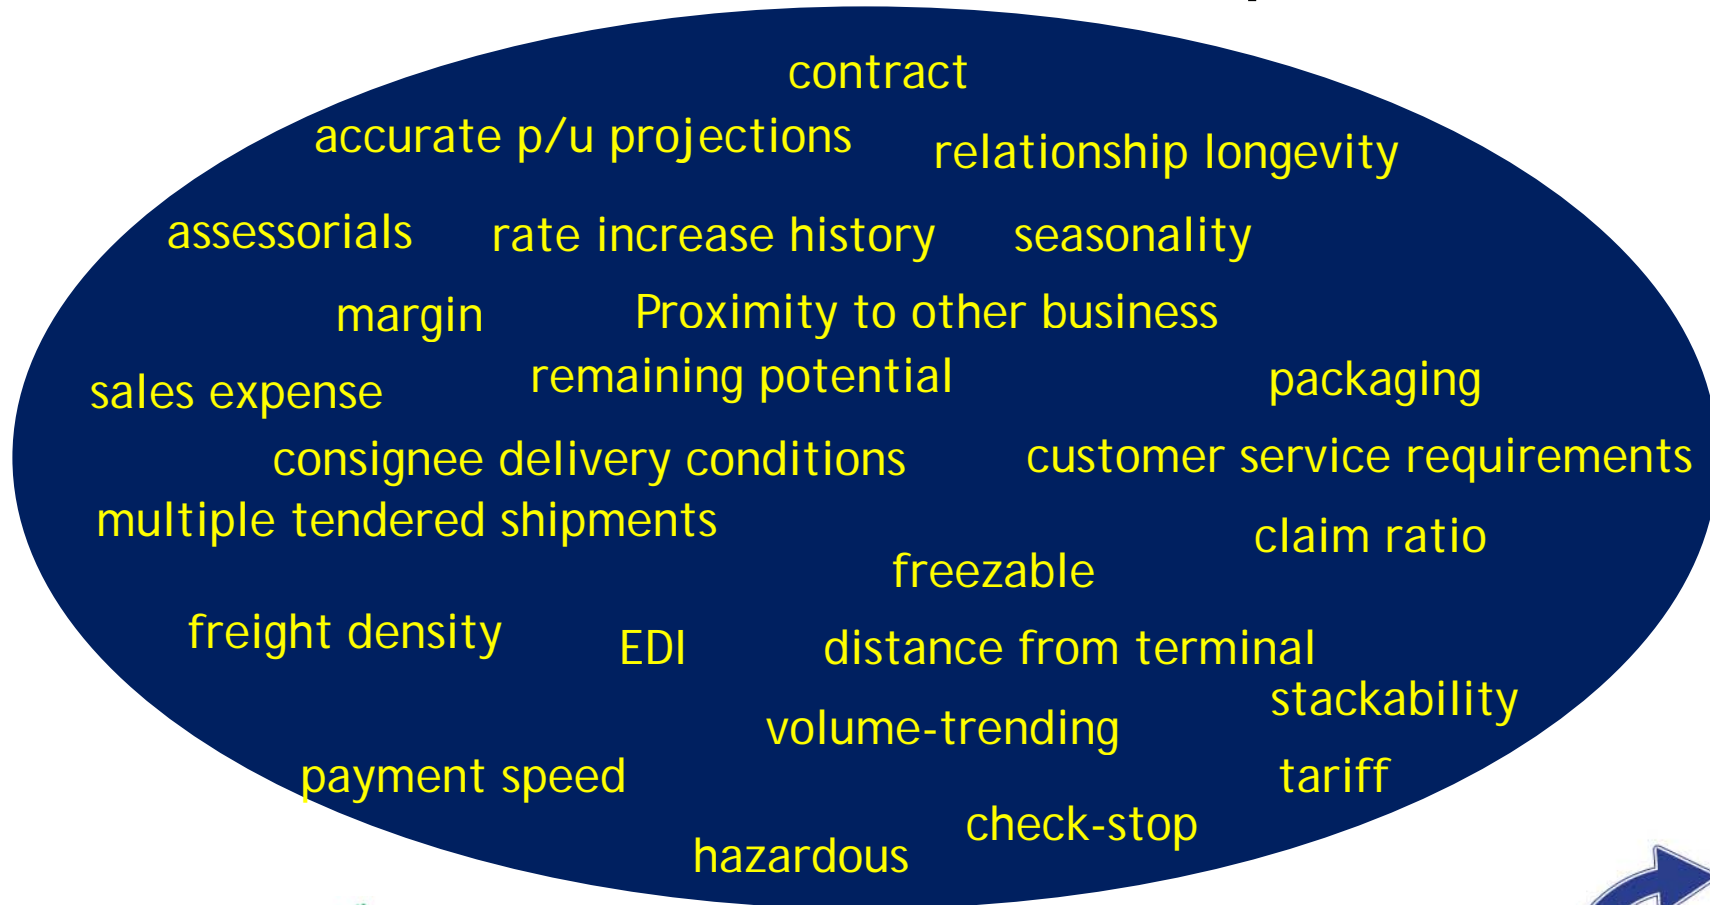 contract
accurate p/u projections
relationship longevity
assessorials
rate increase history
seasonality
margin
Proximity to other business
sales expense
remaining potential
packaging
consignee delivery conditions
customer service requirements
multiple tendered shipments
claim ratio
freezable
freight density
EDI
distance from terminal
stackability
volume-trending
payment speed
tariff
check-stop
hazardous